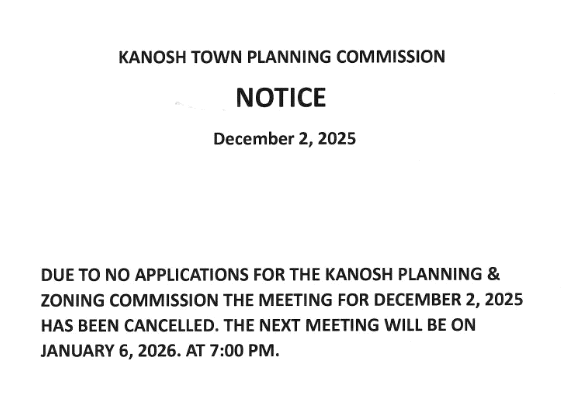 KANOSH TOWN PLANNING COMMISSION
NOTICE
December 2, 2025
DUE TO NO APPLICATIONS FOR THE KANOSH PLANNING &
ZONING COMMISSION THE MEETING FOR DECEMBER 2, 2025
HAS BEEN CANCELLED. THE NEXT MEETING WILL BE ON
JANUARY 6, 2026. AT 7:00 PM.